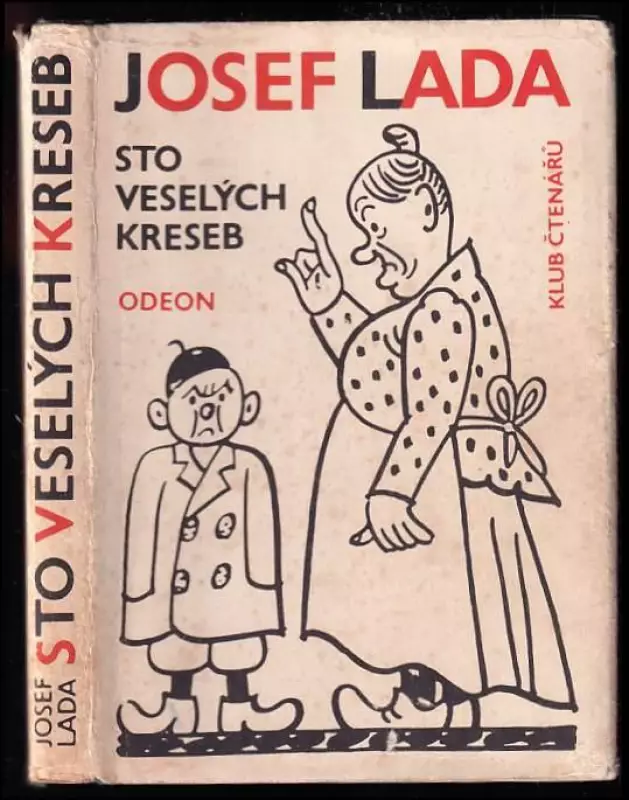 JOSEF LADA
STO
VESELÝCH
KRESEB
ODEON
KLUB ČTENÁŘŮ
JOSEF
LADA
STO VESELÝCH KRESEB